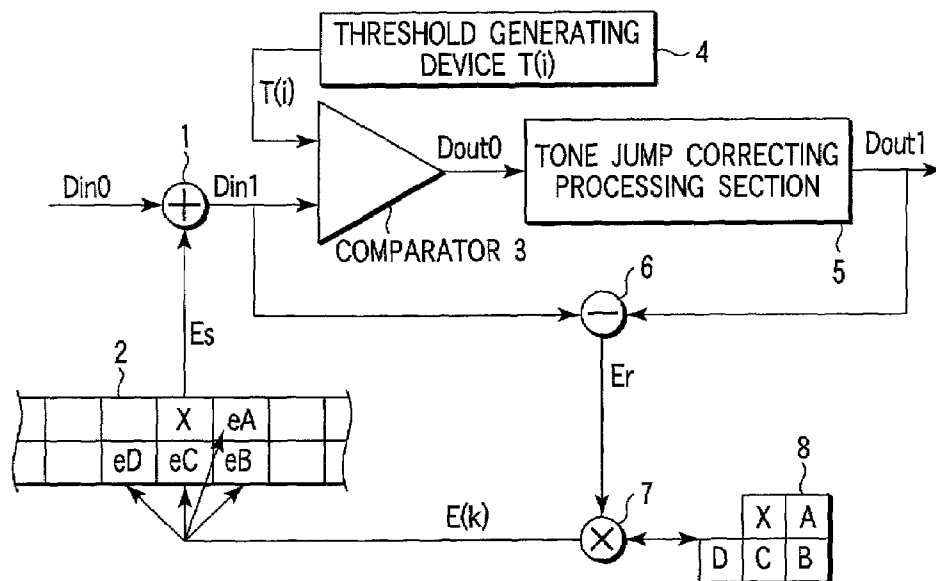 THRESHOLD GENERATING
DEVICE T(i)
4
T(i)
1
Din0
Din1
Dout0
TONE JUMP CORRECTING
PROCESSING SECTION
Dout1
COMPARATOR 3
5
6
Es
Er
2
X eA
eD eC eB
E(k)
7
8
X A
D C B